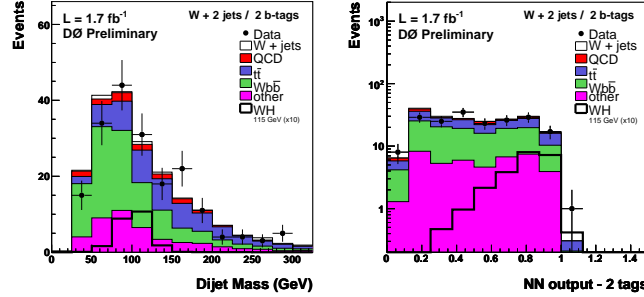 Events
60
40
20
0
L = 1.7 fb⁻¹
DØ Preliminary
W + 2 jets / 2 b-tags
Data
W + jets
QCD
tt̄
Wbb̄
other
WH
115 GeV (x10)
0 50 100 150 200 250 300
Dijet Mass (GeV)
Events
10³
10²
10
1
L = 1.7 fb⁻¹
DØ Preliminary
W + 2 jets / 2 b-tags
Data
W + jets
QCD
tt̄
Wbb̄
other
WH
115 GeV (x10)
0 0.2 0.4 0.6 0.8 1 1.2 1.4
NN output - 2 tags